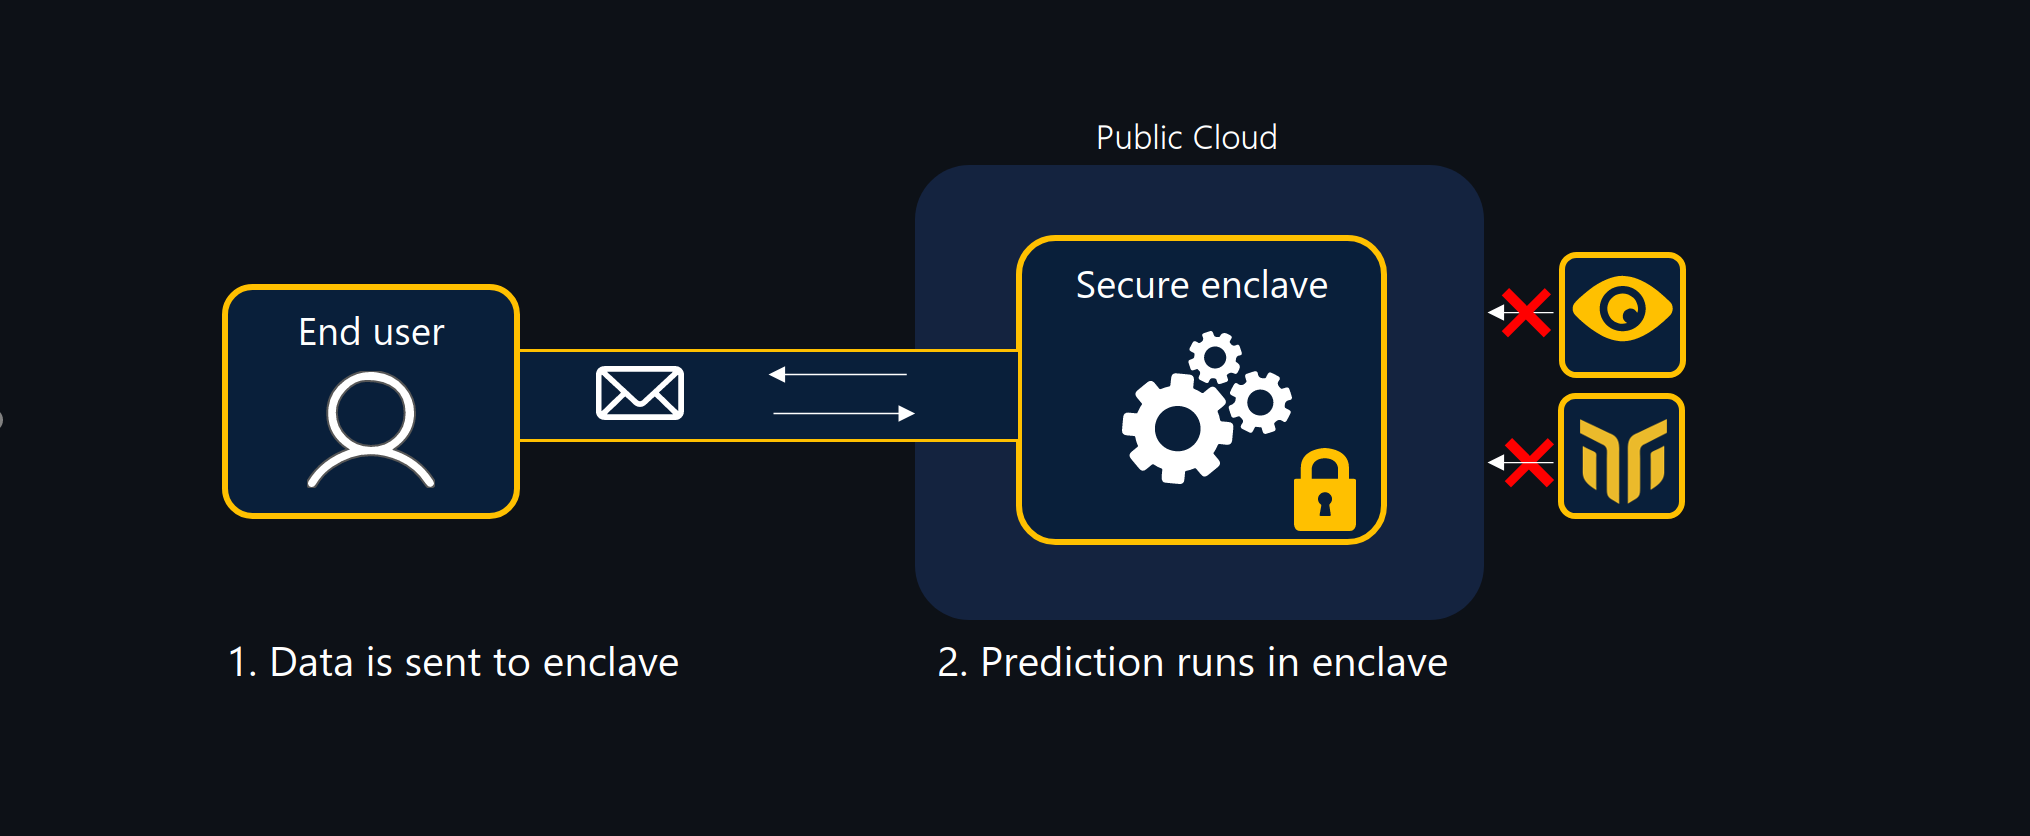 Public Cloud
Secure enclave
End user
1. Data is sent to enclave
2. Prediction runs in enclave